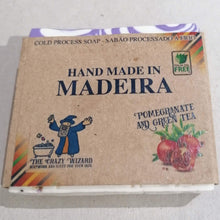 COLD PROCESS SOAP - SABÃO PROCESSADO A FRIO
HAND MADE IN
MADEIRA
FREE
POMEGRANATE
AND GREEN TEA
THE CRAZY WIZARD